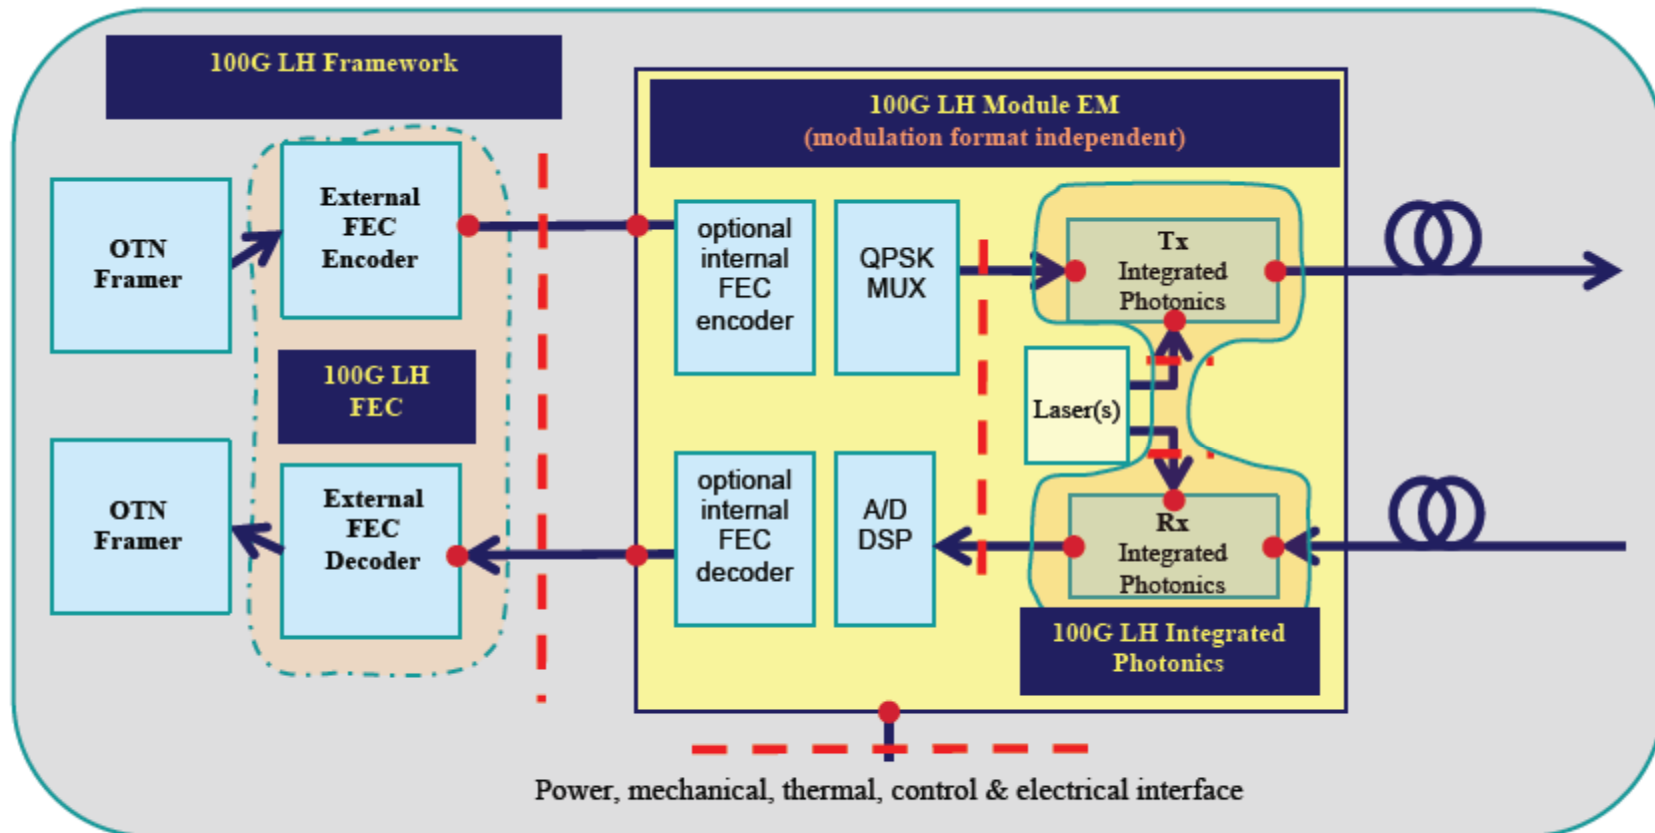 100G LH Framework
100G LH Module EM
(modulation format independent)
OTN
Framer
External
FEC
Encoder
optional
internal
FEC
encoder
QPSK
MUX
Tx
Integrated
Photonics
100G LH
FEC
Laser(s)
OTN
Framer
External
FEC
Decoder
optional
internal
FEC
decoder
A/D
DSP
Rx
Integrated
Photonics
100G LH Integrated
Photonics
Power, mechanical, thermal, control & electrical interface